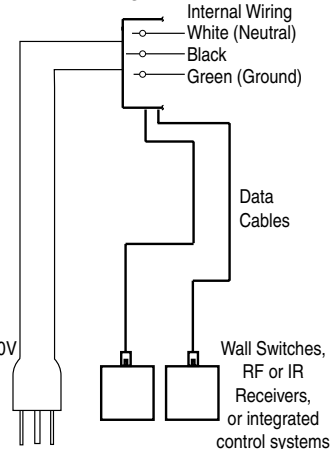 Internal Wiring
White (Neutral)
Black
Green (Ground)
Data
Cables
0V
Wall Switches,
RF or IR
Receivers,
or integrated
control systems